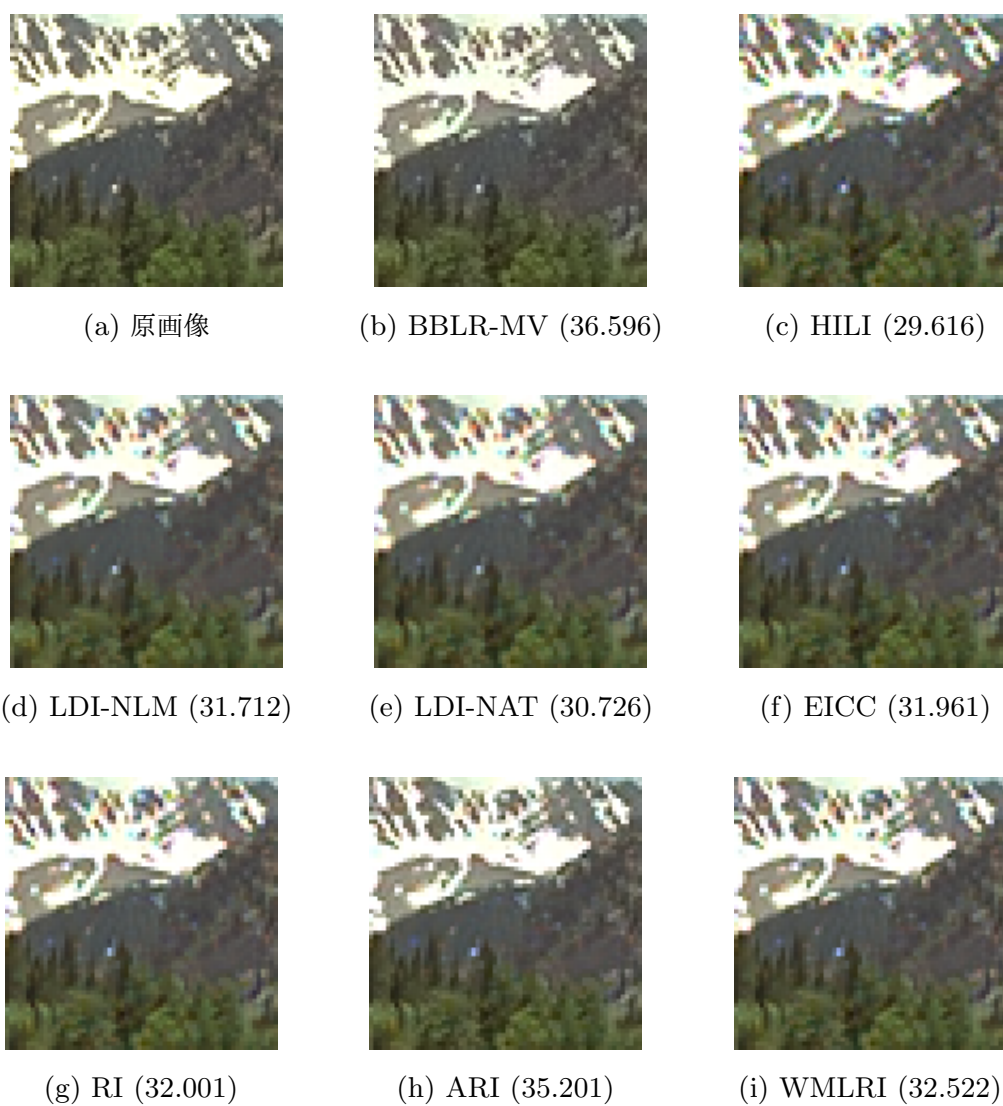 (a) 原画像
(b) BBLR-MV (36.596)
(c) HILI (29.616)
(d) LDI-NLM (31.712)
(e) LDI-NAT (30.726)
(f) EICC (31.961)
(g) RI (32.001)
(h) ARI (35.201)
(i) WMLRI (32.522)